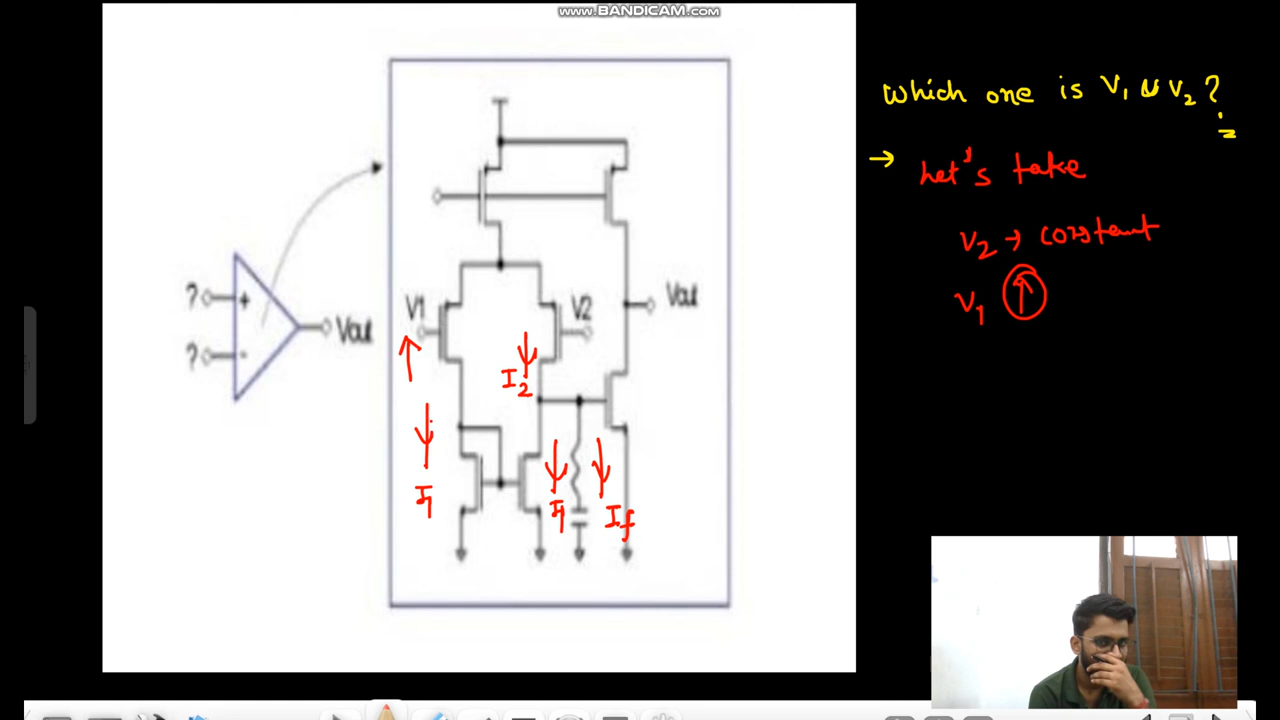 www.BANDICAM.com
Which one is V1 & V2 ?
→ Let's take
V2 → constant
V1 ↑
? +
? -
Vout
V1
V2
Vout
I2
I1
I1
If